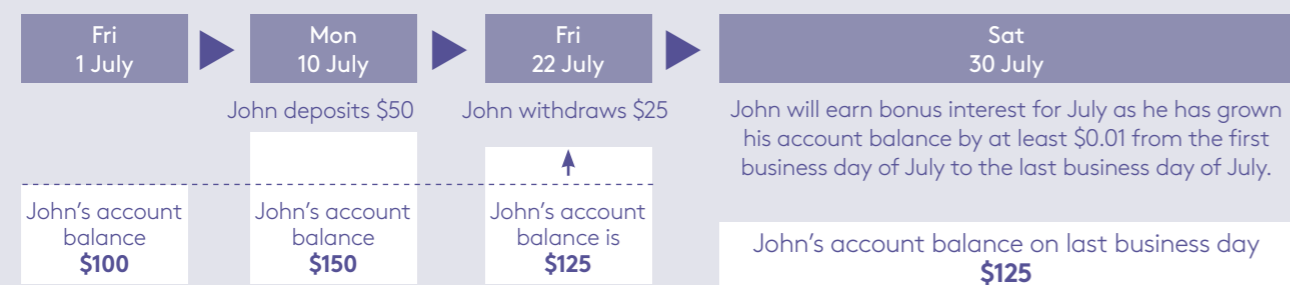 Fri
1 July
Mon
10 July
Fri
22 July
Sat
30 July
John deposits $50
John withdraws $25
John will earn bonus interest for July as he has grown
his account balance by at least $0.01 from the first
business day of July to the last business day of July.
John’s account
balance
$100
John’s account
balance
$150
John’s account
balance is
$125
John’s account balance on last business day
$125